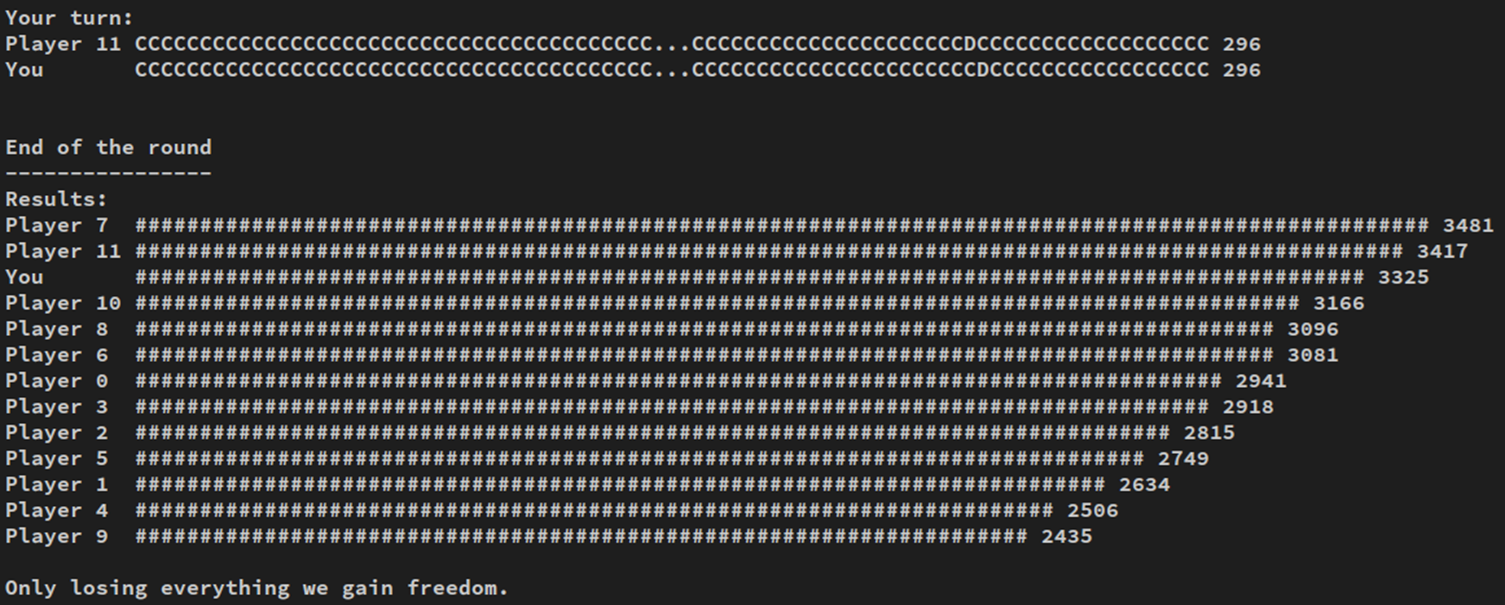 Your turn:
Player 11 CCCCCCCCCCCCCCCCCCCCCCCCCCCCCCCCCCCCCCCC...CCCCCCCCCCCCCCCCCCCCCDCCCCCCCCCCCCCCCCCC 296
You       CCCCCCCCCCCCCCCCCCCCCCCCCCCCCCCCCCCCCCCC...CCCCCCCCCCCCCCCCCCCCCCDCCCCCCCCCCCCCCCCC 296
End of the round
----------------
Results:
Player 7  #################################################################################################### 3481
Player 11 ################################################################################################## 3417
You       ############################################################################################### 3325
Player 10 ########################################################################################## 3166
Player 8  ######################################################################################## 3096
Player 6  ######################################################################################## 3081
Player 0  #################################################################################### 2941
Player 3  ################################################################################### 2918
Player 2  ################################################################################ 2815
Player 5  ############################################################################## 2749
Player 1  ########################################################################### 2634
Player 4  ####################################################################### 2506
Player 9  ##################################################################### 2435
Only losing everything we gain freedom.